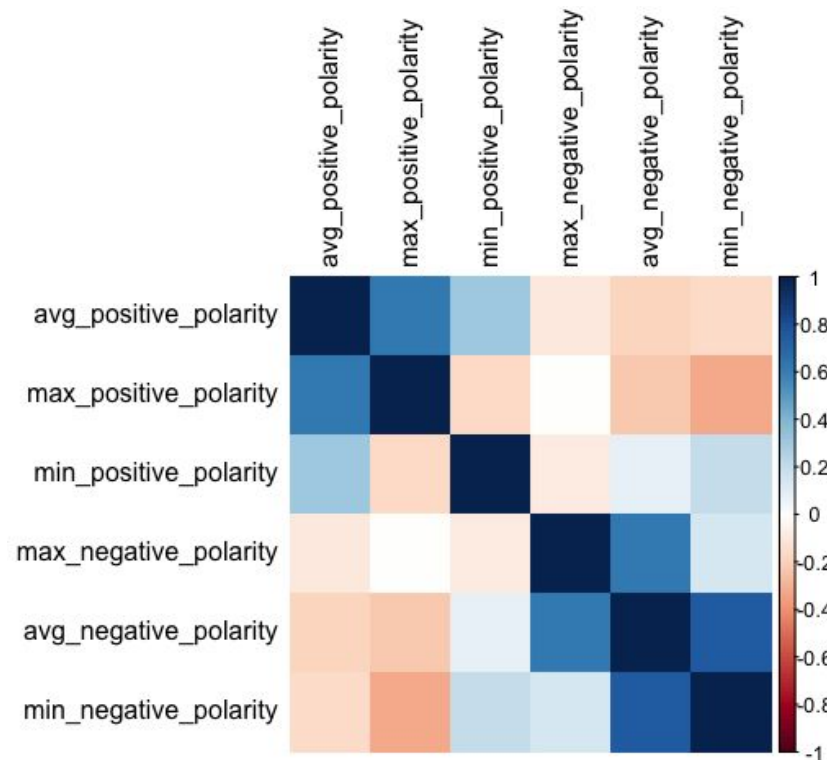 avg_positive_polarity
max_positive_polarity
min_positive_polarity
max_negative_polarity
avg_negative_polarity
min_negative_polarity
avg_positive_polarity
max_positive_polarity
min_positive_polarity
max_negative_polarity
avg_negative_polarity
min_negative_polarity
1
0.8
0.6
0.4
0.2
0
-0.2
-0.4
-0.6
-0.8
-1